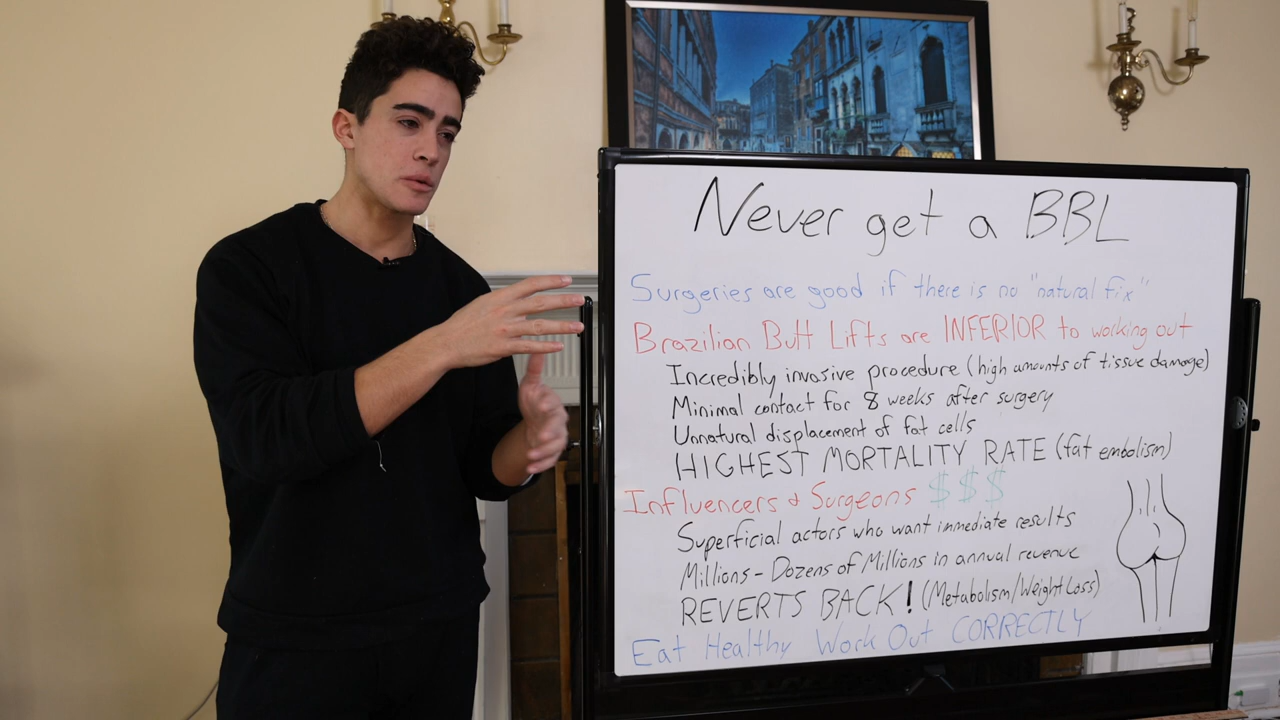 Never get a BBL
Surgeries are good if there is no "natural fix"
Brazilian Butt Lifts are INFERIOR to working out
Incredibly invasive procedure (high amounts of tissue damage)
Minimal contact for 8 weeks after surgery
Unnatural displacement of fat cells
HIGHEST MORTALITY RATE (fat embolism)
Influencers & Surgeons $$$
Superficial actors who want immediate results
Millions - Dozens of Millions in annual revenue
REVERTS BACK! (Metabolism/Weight Loss)
Eat Healthy Work Out CORRECTLY